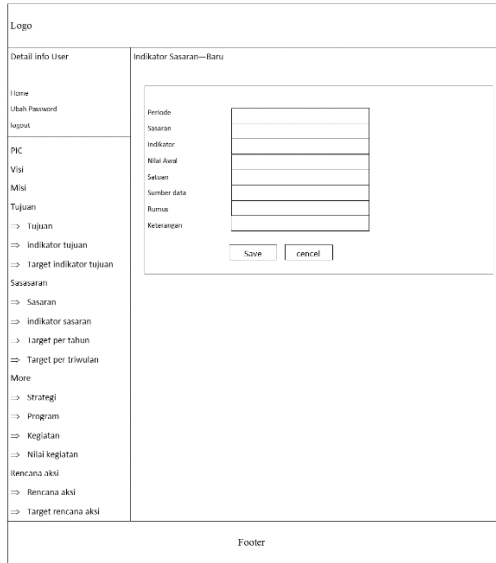 Logo
Detail info User
Home
Ubah Password
logout
PIC
Visi
Misi
Tujuan
⇒ Tujuan
⇒ indikator tujuan
⇒ Target indikator tujuan
Sasasaran
⇒ Sasaran
⇒ indikator sasaran
⇒ Target per tahun
⇒ Target per triwulan
More
⇒ Strategi
⇒ Program
⇒ Kegiatan
⇒ Nilai kegiatan
Rencana aksi
⇒ Rencana aksi
⇒ Target rencana aksi
Indikator Sasaran—Baru
Periode
Sasaran
Indikator
Nilai Awal
Satuan
Sumber data
Rumus
Keterangan
Save cencel
Footer